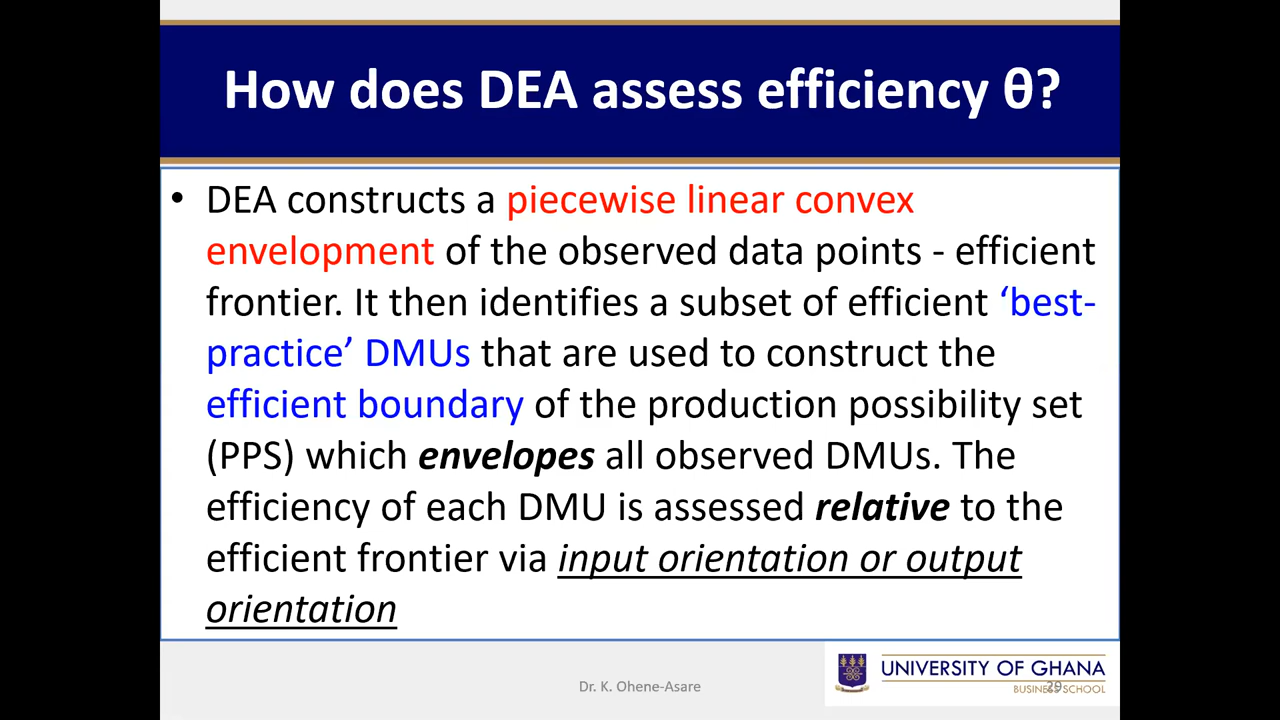 How does DEA assess efficiency θ?
• DEA constructs a piecewise linear convex
envelopment of the observed data points - efficient
frontier. It then identifies a subset of efficient ‘best-
practice’ DMUs that are used to construct the
efficient boundary of the production possibility set
(PPS) which envelopes all observed DMUs. The
efficiency of each DMU is assessed relative to the
efficient frontier via input orientation or output
orientation
Dr. K. Ohene-Asare
UNIVERSITY OF GHANA
BUSINESS SCHOOL
29